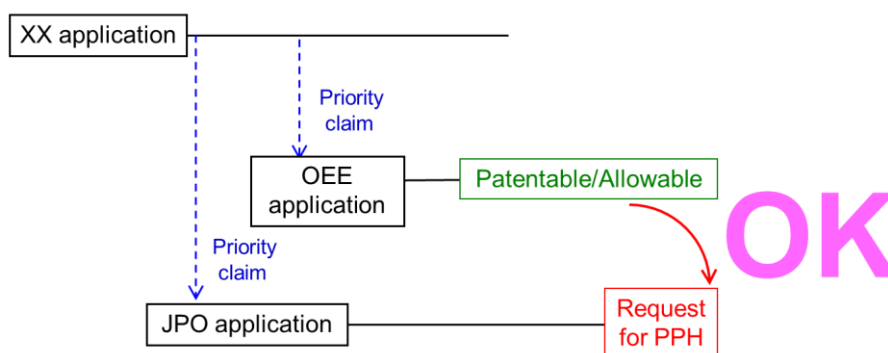 XX application
Priority
claim
OEE
application
Patentable/Allowable
OK
Priority
claim
JPO application
Request
for PPH